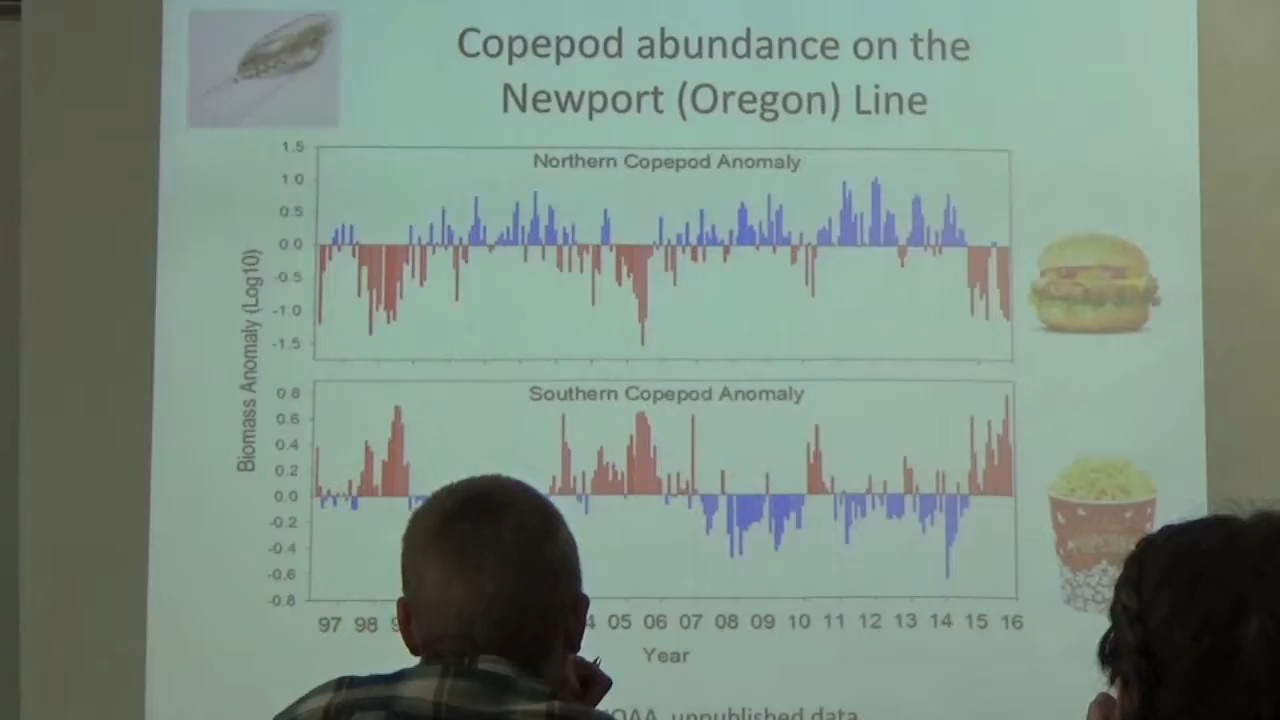 Copepod abundance on the
Newport (Oregon) Line
Northern Copepod Anomaly
1.5
1.0
0.5
0.0
-0.5
-1.0
-1.5
Biomass Anomaly (Log10)
Southern Copepod Anomaly
0.8
0.6
0.4
0.2
0.0
-0.2
-0.4
-0.6
-0.8
97 98 05 06 07 08 09 10 11 12 13 14 15 16
Year
unpublished data